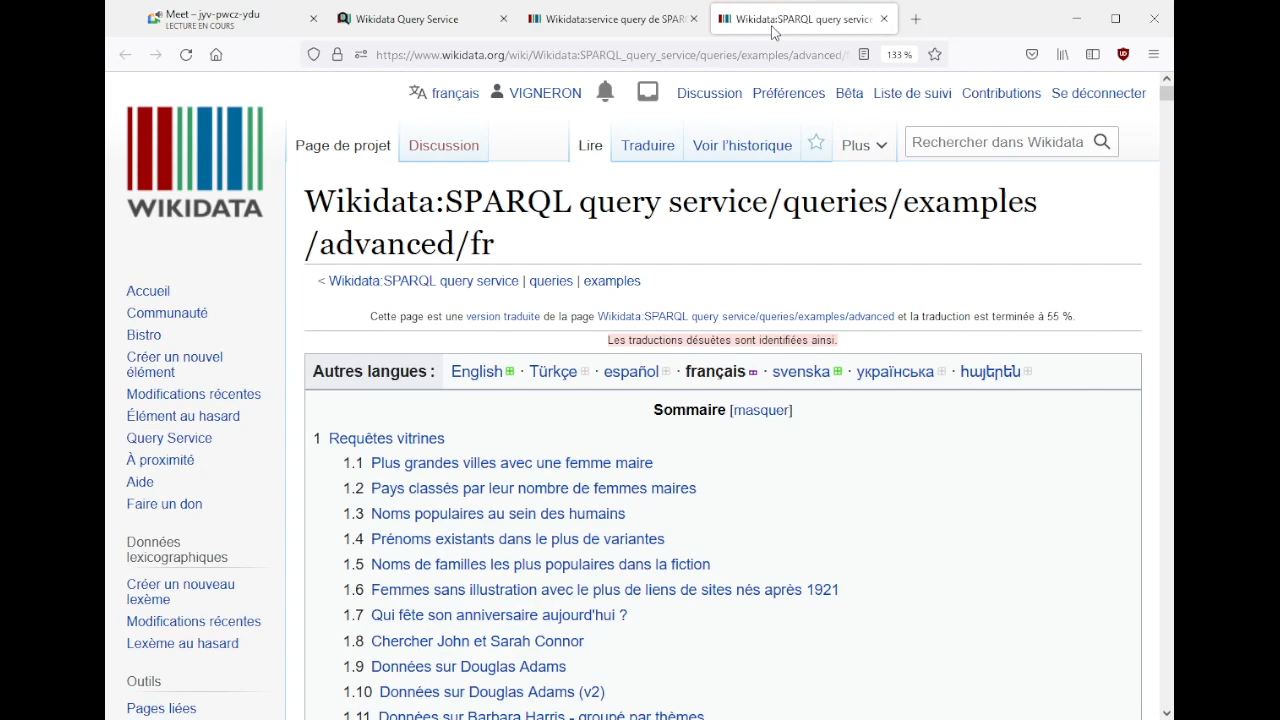 Meet – jyv-pwcz-ydu
LECTURE EN COURS
Wikidata Query Service
Wikidata:service query de SPAR
Wikidata:SPARQL query service
https://www.wikidata.org/wiki/Wikidata:SPARQL_query_service/queries/examples/advanced/f
133 %
français VIGNERON Discussion Préférences Bêta Liste de suivi Contributions Se déconnecter
Page de projet Discussion Lire Traduire Voir l’historique Plus Rechercher dans Wikidata
WIKIDATA
Wikidata:SPARQL query service/queries/examples
/advanced/fr
< Wikidata:SPARQL query service | queries | examples
Cette page est une version traduite de la page Wikidata:SPARQL query service/queries/examples/advanced et la traduction est terminée à 55 %.
Les traductions désuètes sont identifiées ainsi.
Autres langues : English · Türkçe · español · français · svenska · українська · հայերեն
Sommaire [masquer]
1 Requêtes vitrines
1.1 Plus grandes villes avec une femme maire
1.2 Pays classés par leur nombre de femmes maires
1.3 Noms populaires au sein des humains
1.4 Prénoms existants dans le plus de variantes
1.5 Noms de familles les plus populaires dans la fiction
1.6 Femmes sans illustration avec le plus de liens de sites nés après 1921
1.7 Qui fête son anniversaire aujourd'hui ?
1.8 Chercher John et Sarah Connor
1.9 Données sur Douglas Adams
1.10 Données sur Douglas Adams (v2)
1.11 Données sur Barbara Harris - groupé par thèmes
Accueil
Communauté
Bistro
Créer un nouvel
élément
Modifications récentes
Élément au hasard
Query Service
À proximité
Aide
Faire un don
Données
lexicographiques
Créer un nouveau
lexème
Modifications récentes
Lexème au hasard
Outils
Pages liées